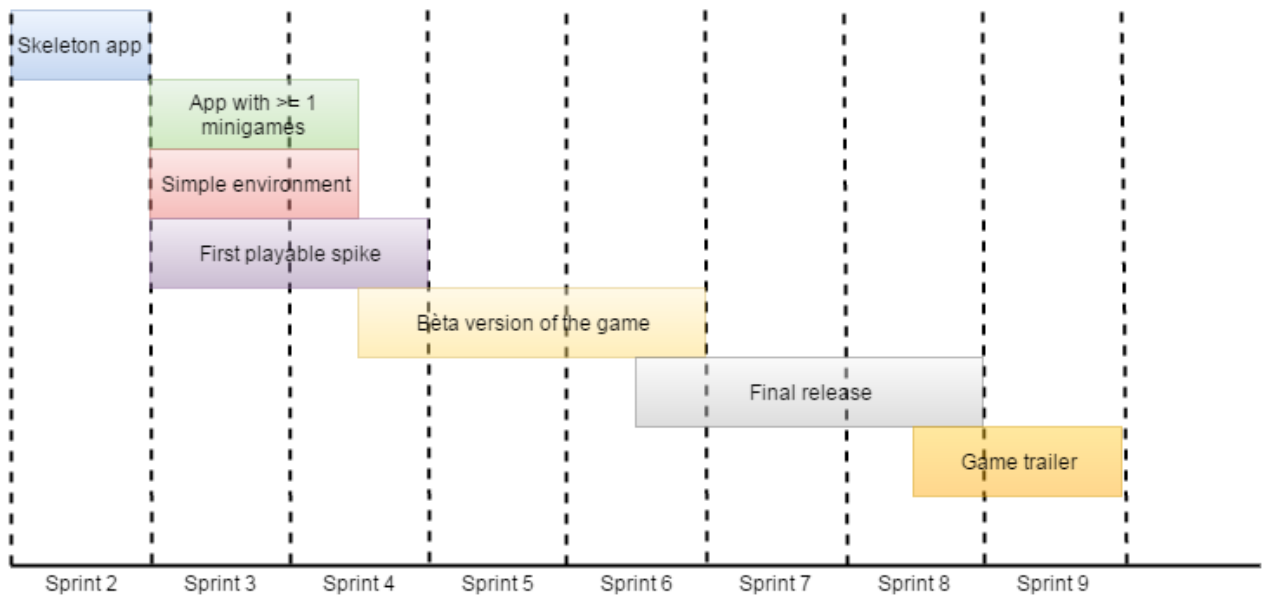 Skeleton app
App with >= 1
minigames
Simple environment
First playable spike
Bèta version of the game
Final release
Game trailer
Sprint 2
Sprint 3
Sprint 4
Sprint 5
Sprint 6
Sprint 7
Sprint 8
Sprint 9